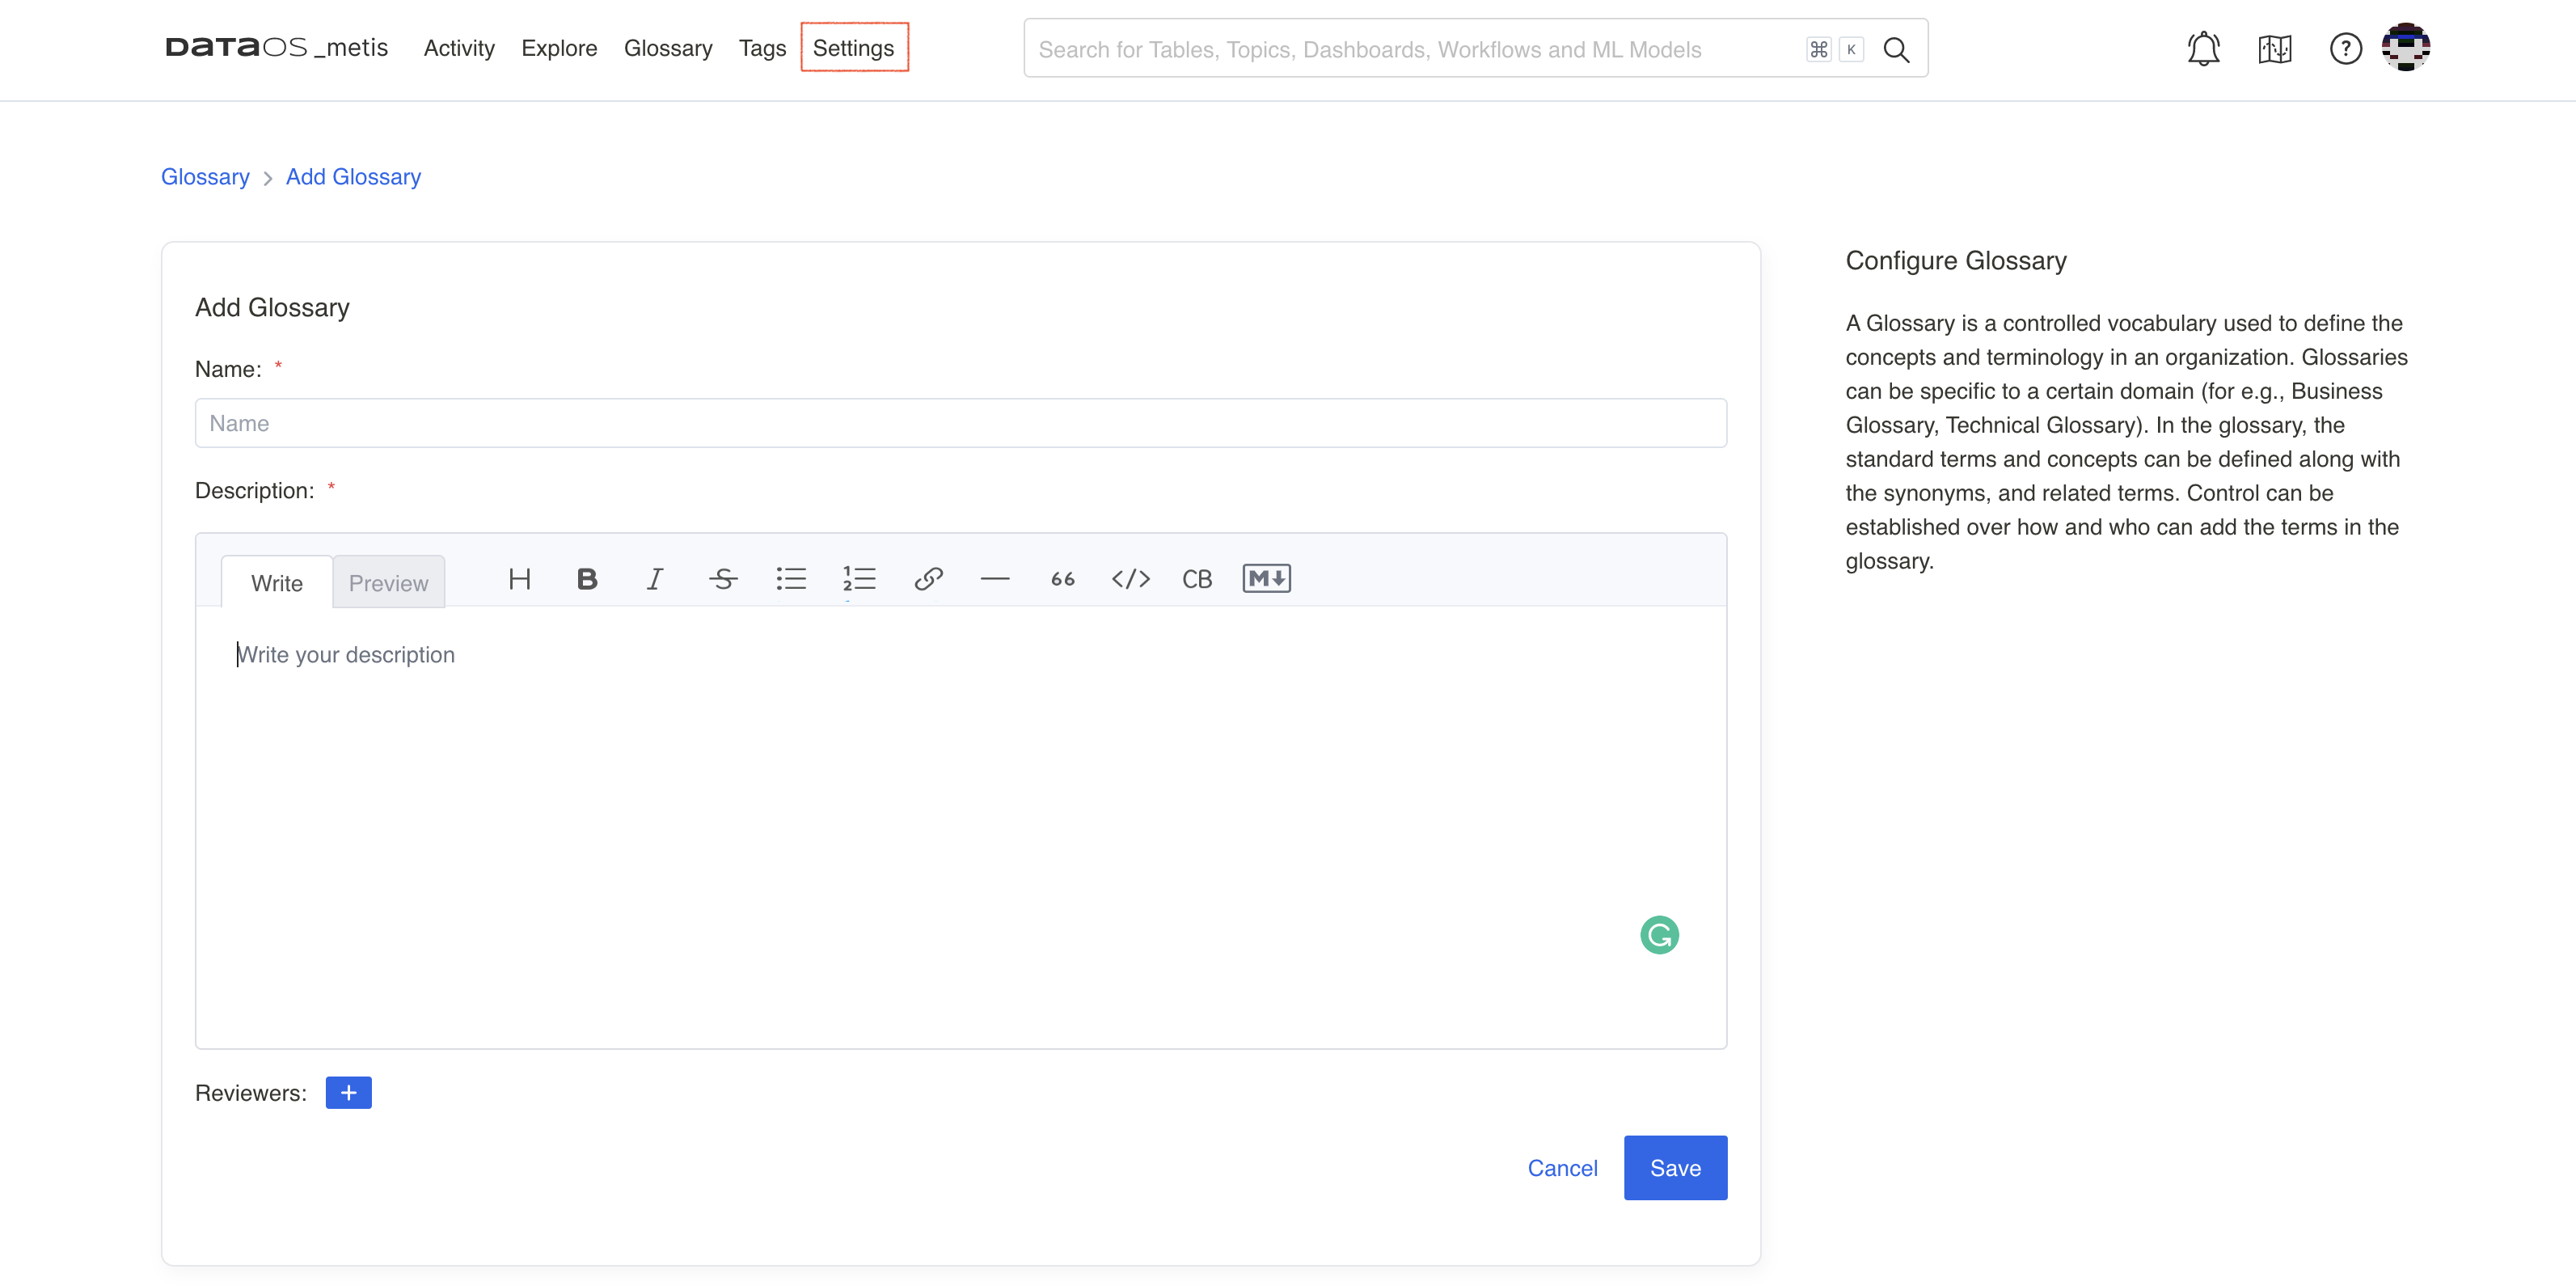 DATAOS _metis Activity Explore Glossary Tags Settings Search for Tables, Topics, Dashboards, Workflows and ML Models ⌘ K ?
Glossary > Add Glossary
Add Glossary
Name: *
Name
Description: *
Write Preview H B I S 1 2 66 </> CB M↓
Write your description
G
Reviewers: +
Cancel Save
Configure Glossary
A Glossary is a controlled vocabulary used to define the
concepts and terminology in an organization. Glossaries
can be specific to a certain domain (for e.g., Business
Glossary, Technical Glossary). In the glossary, the
standard terms and concepts can be defined along with
the synonyms, and related terms. Control can be
established over how and who can add the terms in the
glossary.